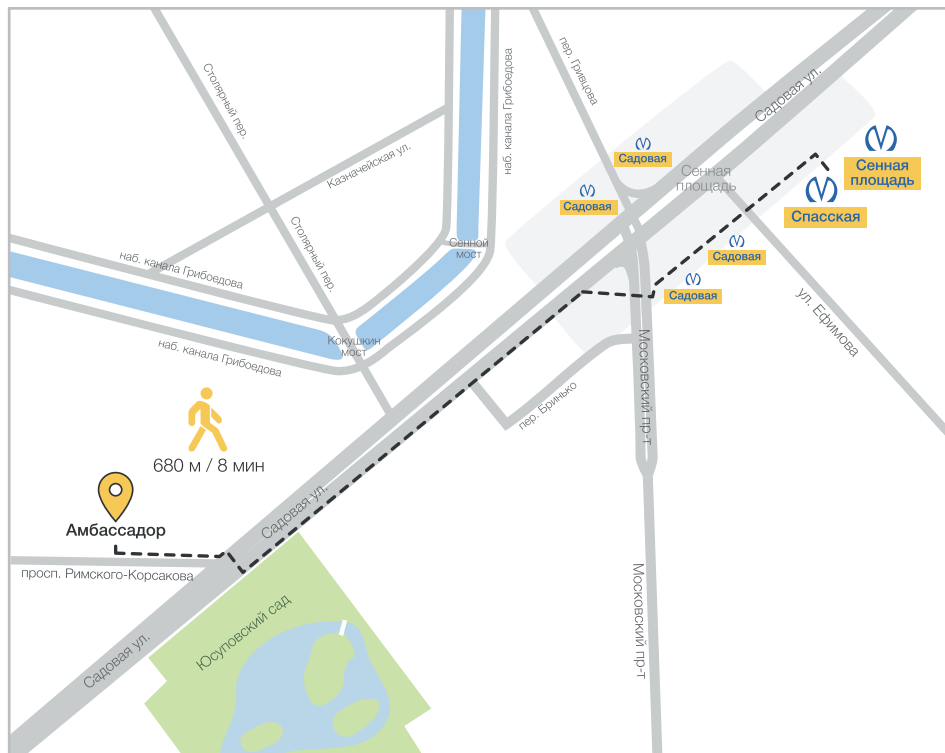 Столярный пер.
Казначейская ул.
наб. канала Грибоедова
пер. Гривцова
Садовая ул.
Садовая
Садовая
Сенная
площадь
Сенная
площадь
Спасская
Садовая
Садовая
Столярный пер.
Сенной
мост
наб. канала Грибоедова
Кокушкин
мост
наб. канала Грибоедова
ул. Ефимова
Московский пр-т
пер. Бринько
680 м / 8 мин
Амбассадор
Садовая ул.
просп. Римского-Корсакова
Московский пр-т
Юсуповский сад
Садовая ул.